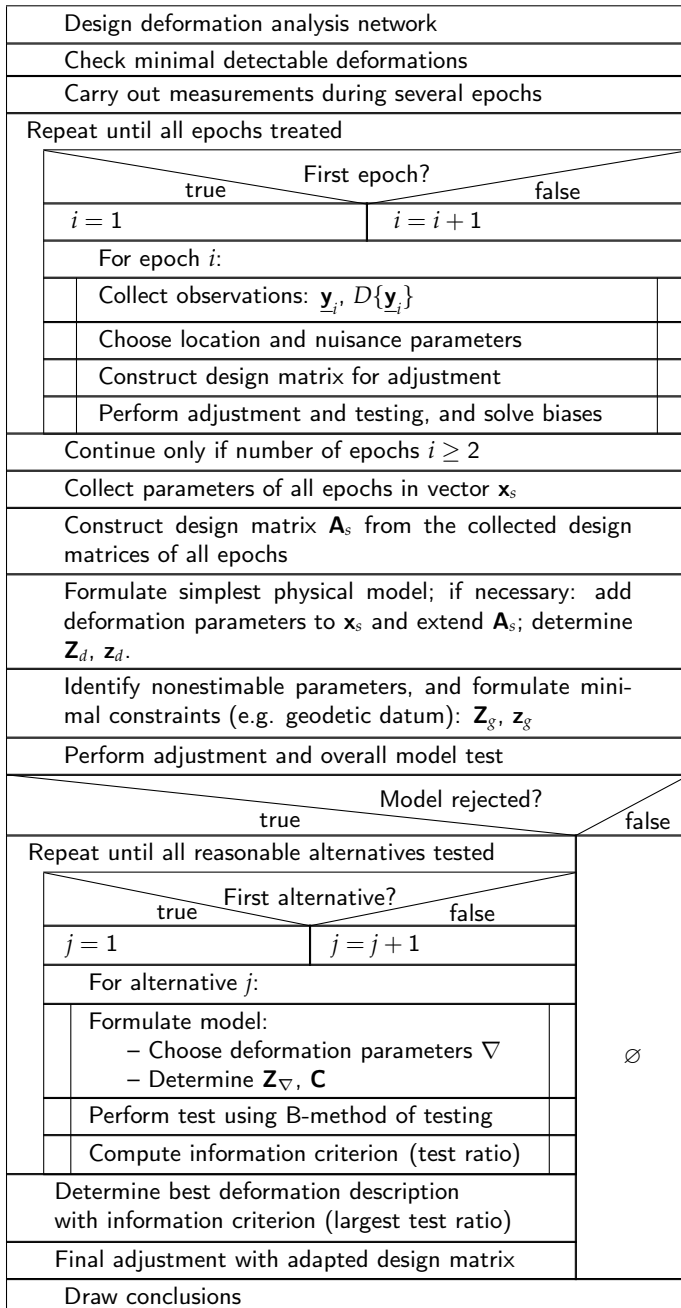 Design deformation analysis network
Check minimal detectable deformations
Carry out measurements during several epochs
Repeat until all epochs treated
First epoch?
true
false
i = 1
i = i + 1
For epoch i:
Collect observations: y_i, D{y_i}
Choose location and nuisance parameters
Construct design matrix for adjustment
Perform adjustment and testing, and solve biases
Continue only if number of epochs i ≥ 2
Collect parameters of all epochs in vector x_s
Construct design matrix A_s from the collected design
matrices of all epochs
Formulate simplest physical model; if necessary: add
deformation parameters to x_s and extend A_s; determine
Z_d, z_d.
Identify nonestimable parameters, and formulate mini-
mal constraints (e.g. geodetic datum): Z_g, z_g
Perform adjustment and overall model test
Model rejected?
true
false
Repeat until all reasonable alternatives tested
First alternative?
true
false
j = 1
j = j + 1
For alternative j:
Formulate model:
– Choose deformation parameters ∇
– Determine Z_∇, C
∅
Perform test using B-method of testing
Compute information criterion (test ratio)
Determine best deformation description
with information criterion (largest test ratio)
Final adjustment with adapted design matrix
Draw conclusions